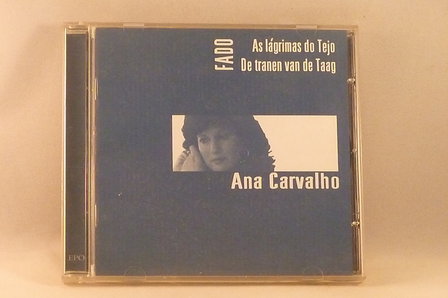 FADO
As lágrimas do Tejo
De tranen van de Taag
Ana Carvalho
EPO